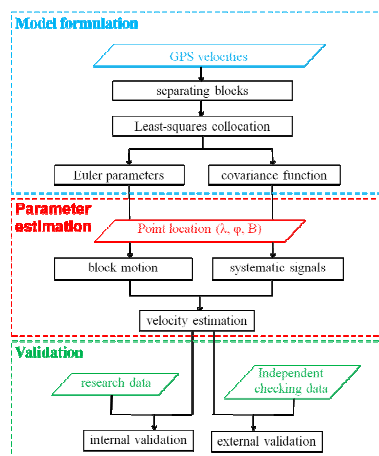 Model formulation
GPS velocities
separating blocks
Least-squares collocation
Euler parameters
covariance function
Parameter
estimation
Point location (λ, φ, B)
block motion
systematic signals
velocity estimation
Validation
research data
Independent
checking data
internal validation
external validation